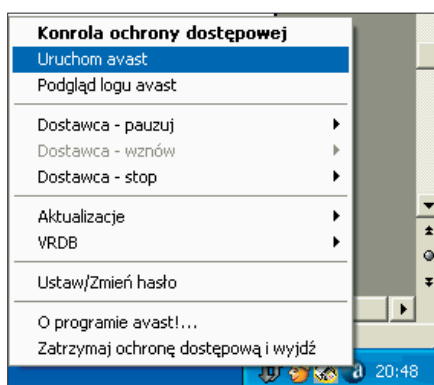 Konrola ochrony dostępowej
Uruchom avast
Podgląd logu avast
Dostawca - pauzuj
Dostawca - wznów
Dostawca - stop
Aktualizacje
VRDB
Ustaw/Zmień hasło
O programie avast!...
Zatrzymaj ochronę dostępową i wyjdź
20:48